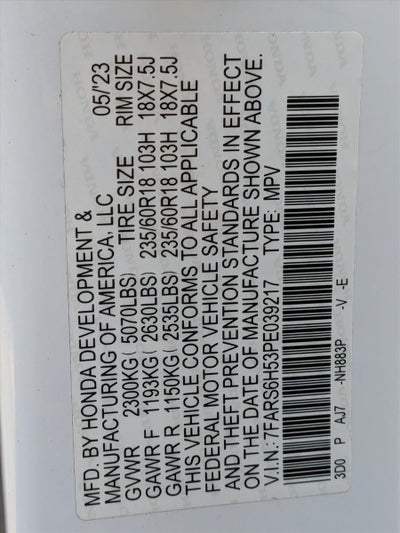 MFD. BY HONDA DEVELOPMENT &
MANUFACTURING OF AMERICA, LLC 05/'23
GVWR 2300KG( 5070LBS) TIRE SIZE RIM SIZE
GAWR F 1193KG( 2630LBS) 235/60R18 103H 18X7.5J
GAWR R 1150KG( 2535LBS) 235/60R18 103H 18X7.5J
THIS VEHICLE CONFORMS TO ALL APPLICABLE
FEDERAL MOTOR VEHICLE SAFETY
AND THEFT PREVENTION STANDARDS IN EFFECT
ON THE DATE OF MANUFACTURE SHOWN ABOVE.
V.I.N: 7FARS6H53PE039217 TYPE: MPV
3D0 P AJ7 -NH883P -V -E